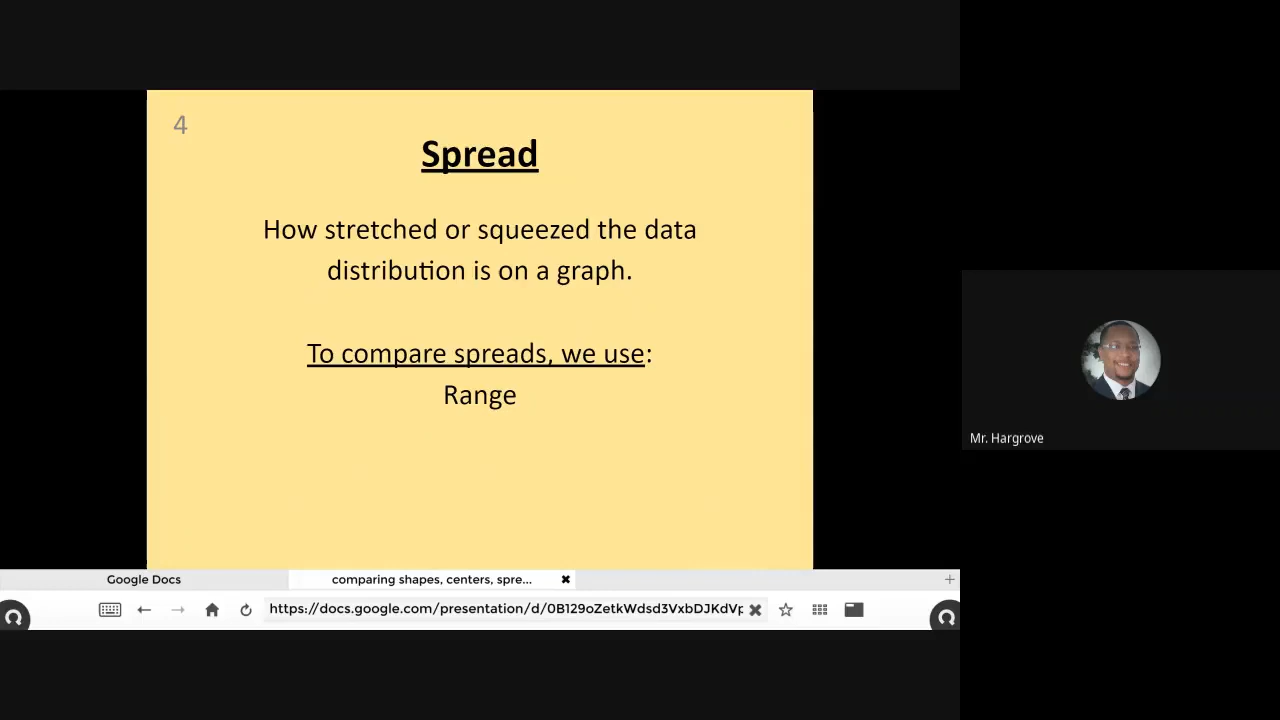 4
Spread
How stretched or squeezed the data
distribution is on a graph.
To compare spreads, we use:
Range
Mr. Hargrove
Google Docs
comparing shapes, centers, spre...
https://docs.google.com/presentation/d/0B129oZetkWdsd3VxbDJKdVp